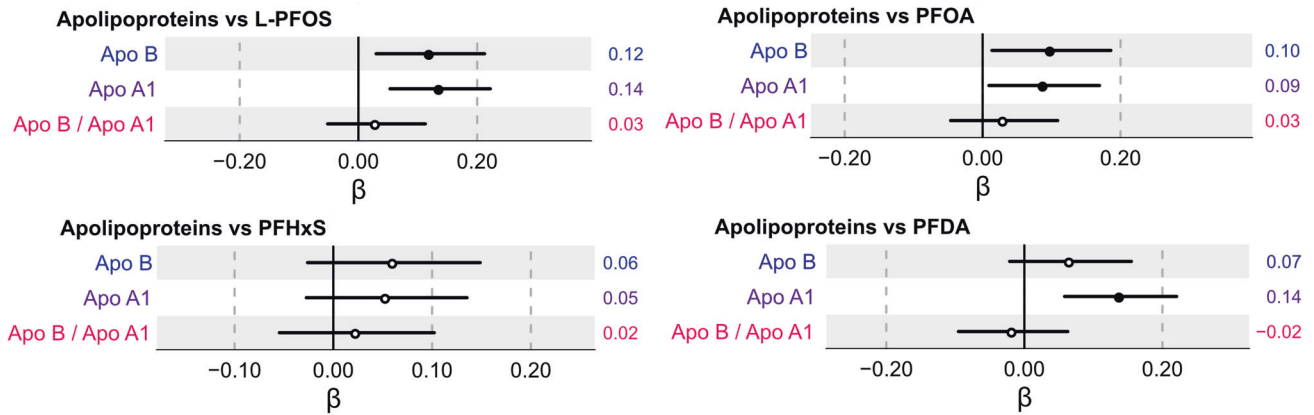 Apolipoproteins vs L-PFOS
Apo B 0.12
Apo A1 0.14
Apo B / Apo A1 0.03
−0.20 0.00 0.20
β
Apolipoproteins vs PFOA
Apo B 0.10
Apo A1 0.09
Apo B / Apo A1 0.03
−0.20 0.00 0.20
β
Apolipoproteins vs PFHxS
Apo B 0.06
Apo A1 0.05
Apo B / Apo A1 0.02
−0.10 0.00 0.10 0.20
β
Apolipoproteins vs PFDA
Apo B 0.07
Apo A1 0.14
Apo B / Apo A1 −0.02
−0.20 0.00 0.20
β